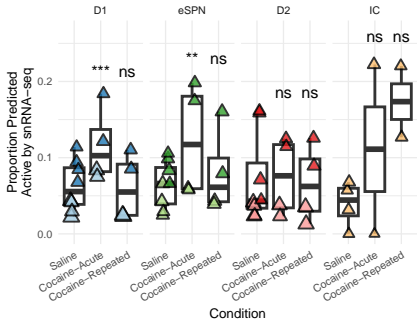 D1 eSPN D2 IC
*** ns ** ns ns ns ns ns
Proportion Predicted
Active by snRNA−seq
0.2
0.1
0.0
Saline Cocaine−Acute Cocaine−Repeated Saline Cocaine−Acute Cocaine−Repeated Saline Cocaine−Acute Cocaine−Repeated Saline Cocaine−Acute Cocaine−Repeated
Condition